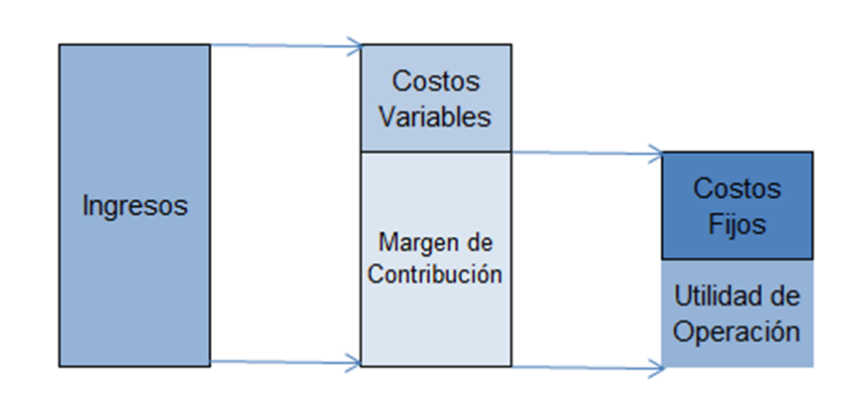 Ingresos
Costos
Variables
Margen de
Contribución
Costos
Fijos
Utilidad de
Operación